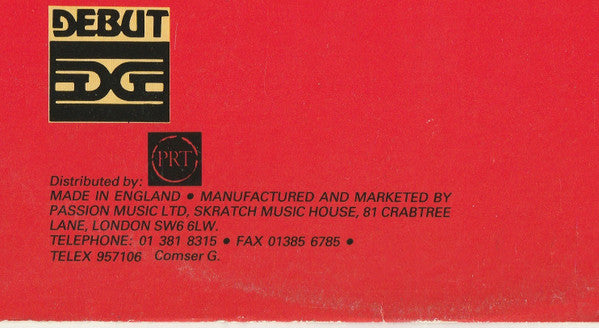 DEBUT
PRT
Distributed by:
MADE IN ENGLAND • MANUFACTURED AND MARKETED BY
PASSION MUSIC LTD, SKRATCH MUSIC HOUSE, 81 CRABTREE
LANE, LONDON SW6 6LW.
TELEPHONE: 01 381 8315 • FAX 01385 6785 •
TELEX 957106 Comser G.